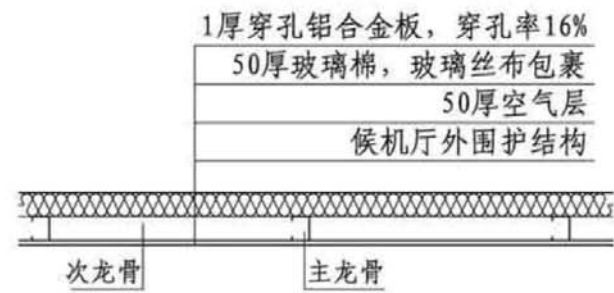 1厚穿孔铝合金板，穿孔率16%
50厚玻璃棉，玻璃丝布包裹
50厚空气层
候机厅外围护结构
次龙骨
主龙骨